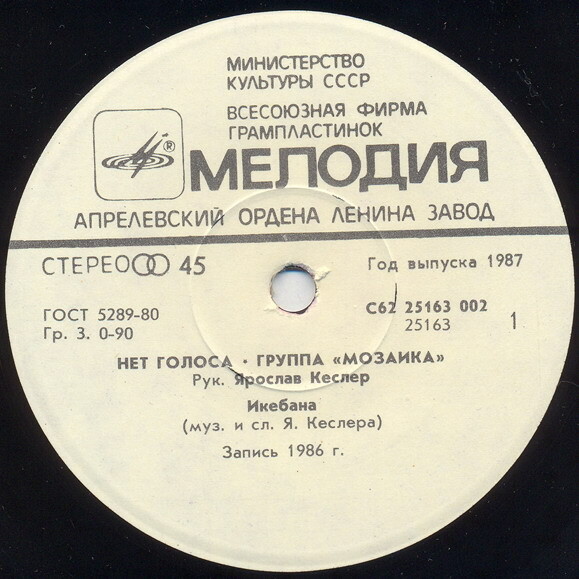 МИНИСТЕРСТВО
КУЛЬТУРЫ СССР
ВСЕСОЮЗНАЯ ФИРМА
ГРАМПЛАСТИНОК
®
МЕЛОДИЯ
АПРЕЛЕВСКИЙ ОРДЕНА ЛЕНИНА ЗАВОД
СТЕРЕО 45
Год выпуска 1987
ГОСТ 5289-80
Гр. 3. 0-90
С62 25163 002
25163
1
НЕТ ГОЛОСА • ГРУППА «МОЗАИКА»
Рук. Ярослав Кеслер
Икебана
(муз. и сл. Я. Кеслера)
Запись 1986 г.